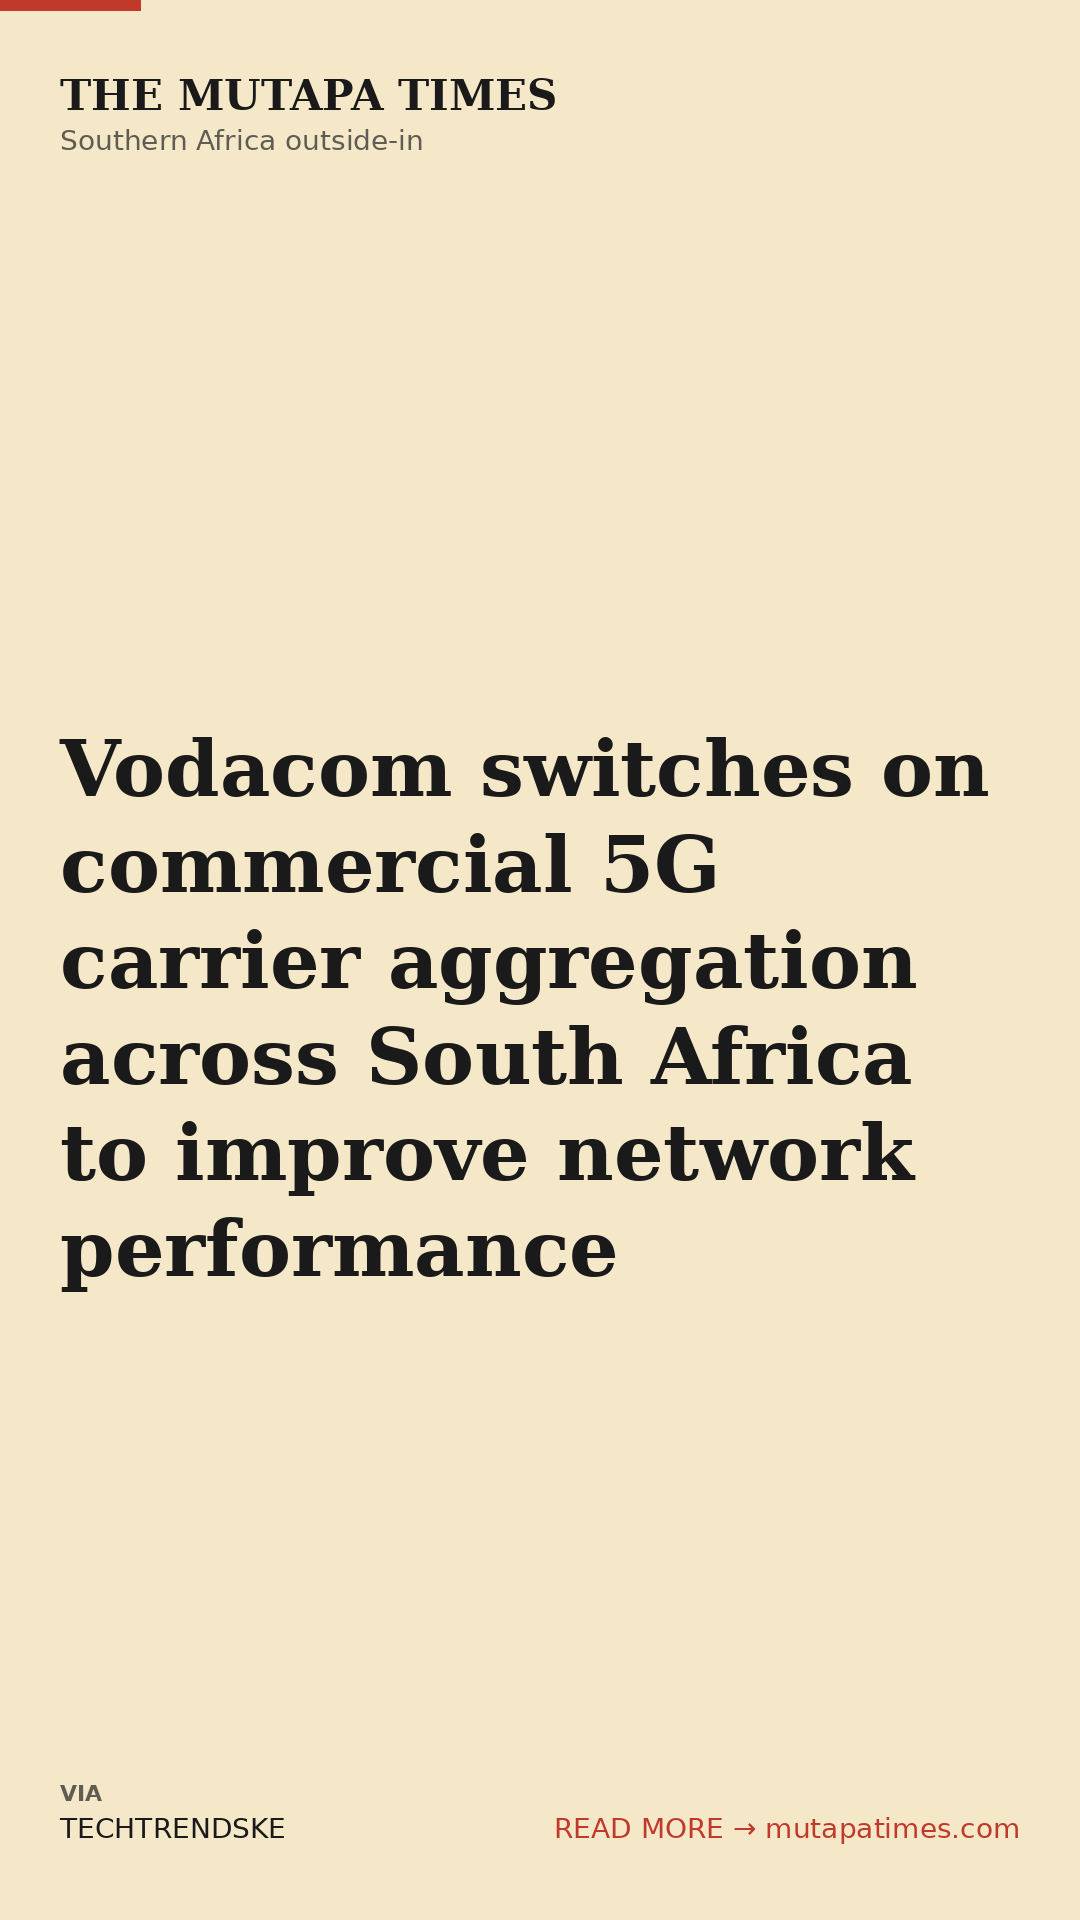 THE MUTAPA TIMES
Southern Africa outside-in
Vodacom switches on
commercial 5G
carrier aggregation
across South Africa
to improve network
performance
VIA
TECHTRENDSKE
READ MORE → mutapatimes.com